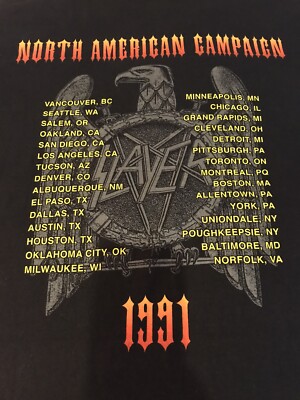 NORTH AMERICAN CAMPAIGN
VANCOUVER, BC
SEATTLE, WA
SALEM, OR
OAKLAND, CA
SAN DIEGO, CA
LOS ANGELES, CA
TUCSON, AZ
DENVER, CO
ALBUQUERQUE, NM
EL PASO, TX
DALLAS, TX
AUSTIN, TX
HOUSTON, TX
OKLAHOMA CITY, OK
MILWAUKEE, WI
MINNEAPOLIS, MN
CHICAGO, IL
GRAND RAPIDS, MI
CLEVELAND, OH
DETROIT, MI
PITTSBURGH, PA
TORONTO, ON
MONTREAL, PQ
BOSTON, MA
ALLENTOWN, PA
YORK, PA
UNIONDALE, NY
POUGHKEEPSIE, NY
BALTIMORE, MD
NORFOLK, VA
SLAYER
1991